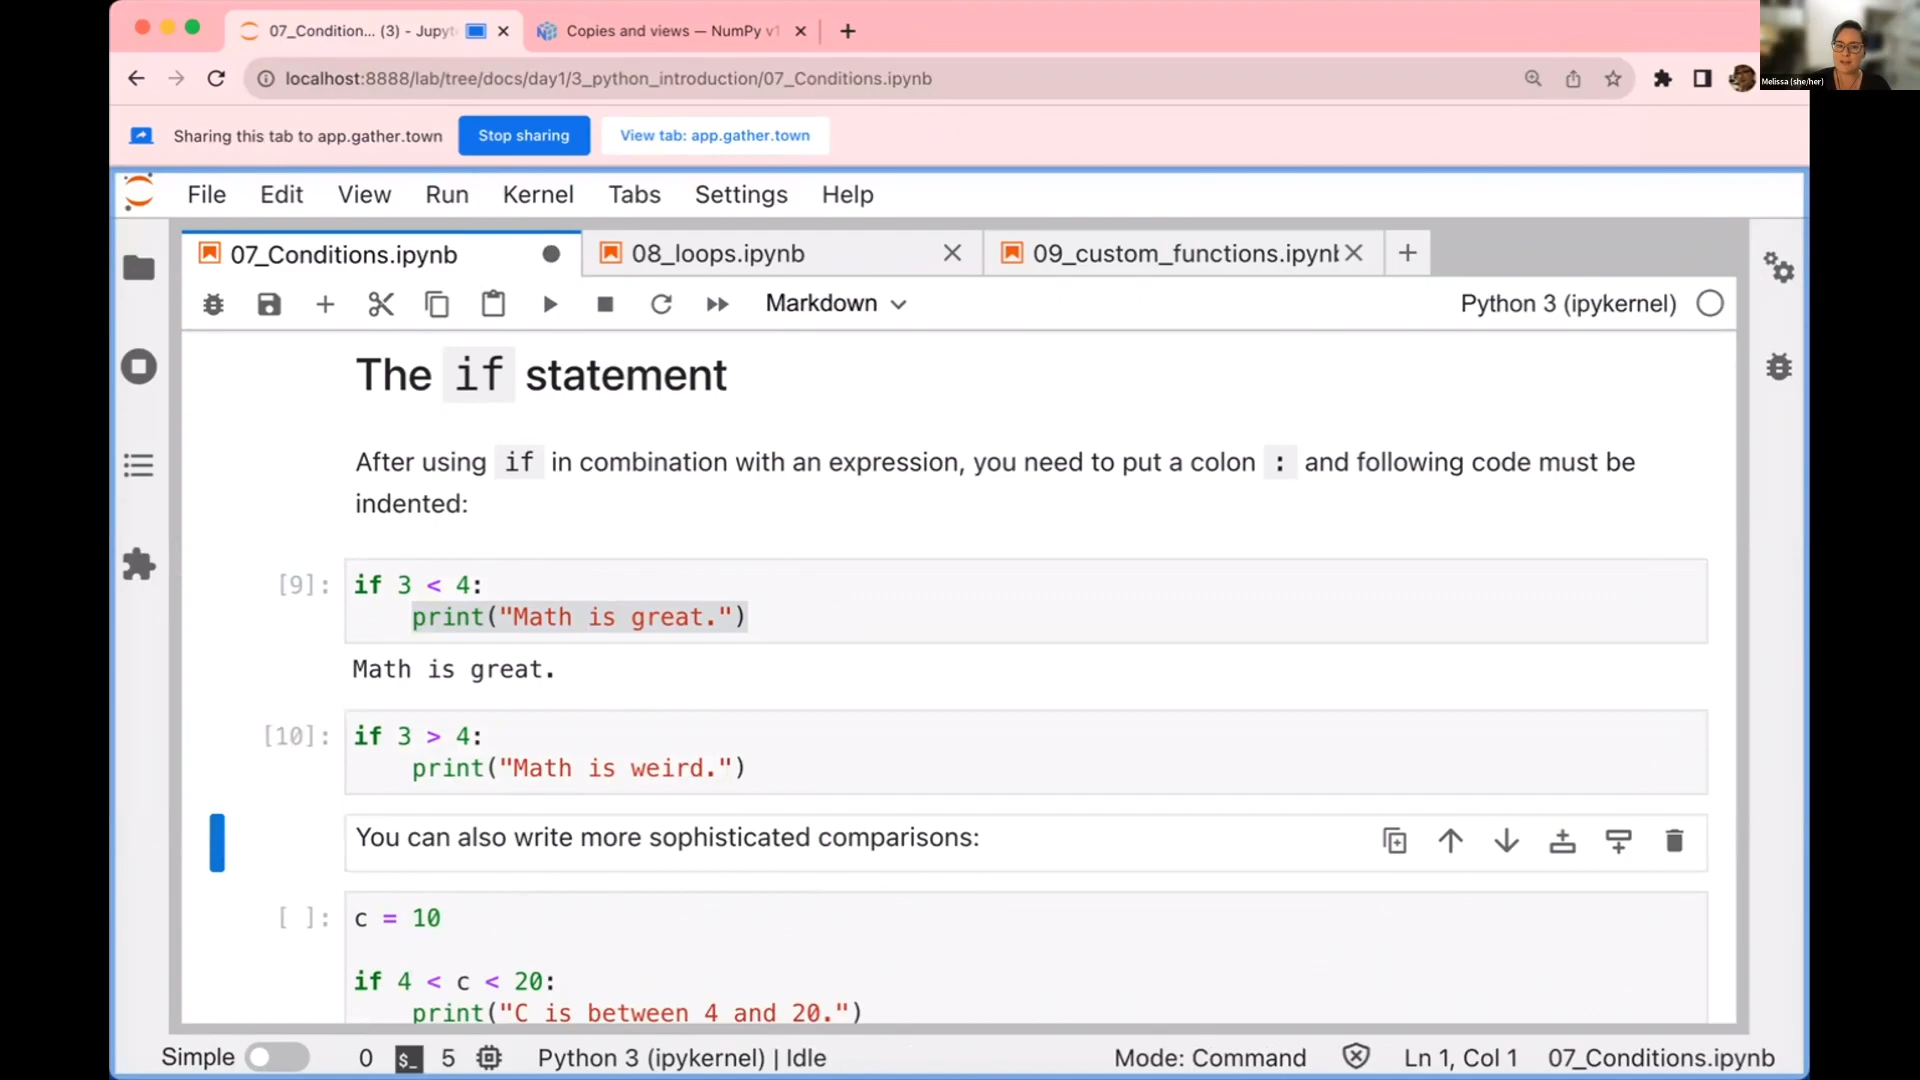 07_Condition... (3) - Jupyt
Copies and views — NumPy v1
localhost:8888/lab/tree/docs/day1/3_python_introduction/07_Conditions.ipynb
Melissa (she/her)
Sharing this tab to app.gather.town
Stop sharing
View tab: app.gather.town
File Edit View Run Kernel Tabs Settings Help
07_Conditions.ipynb
08_loops.ipynb
09_custom_functions.ipynb
Markdown
Python 3 (ipykernel)
The if statement
After using if in combination with an expression, you need to put a colon : and following code must be
indented:
[9]: if 3 < 4:
print("Math is great.")
Math is great.
[10]: if 3 > 4:
print("Math is weird.")
You can also write more sophisticated comparisons:
[ ]: c = 10
if 4 < c < 20:
print("C is between 4 and 20.")
Simple 0 $_ 5 Python 3 (ipykernel) | Idle Mode: Command Ln 1, Col 1 07_Conditions.ipynb